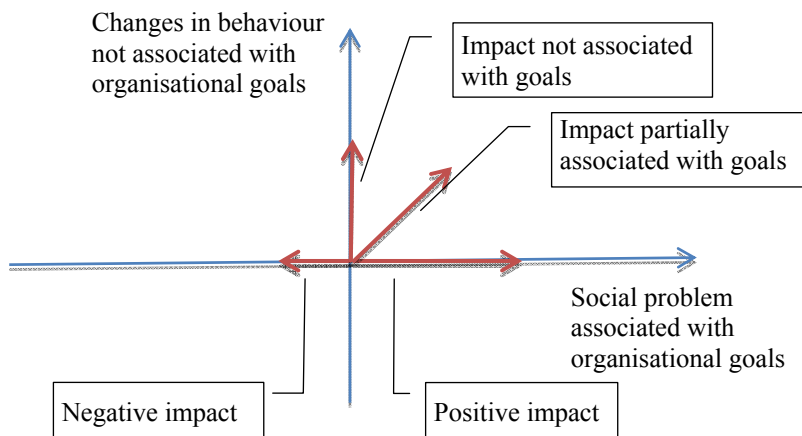 Changes in behaviour
not associated with
organisational goals
Impact not associated
with goals
Impact partially
associated with goals
Social problem
associated with
organisational goals
Negative impact
Positive impact